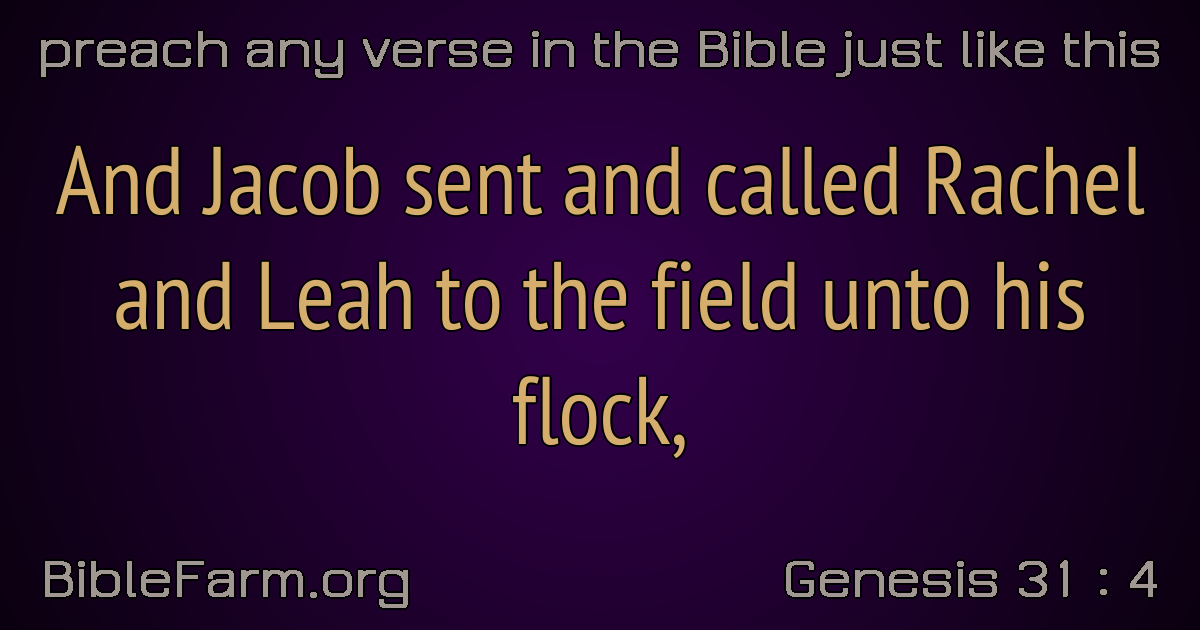 preach any verse in the Bible just like this
And Jacob sent and called Rachel
and Leah to the field unto his
flock,
BibleFarm.org
Genesis 31 : 4